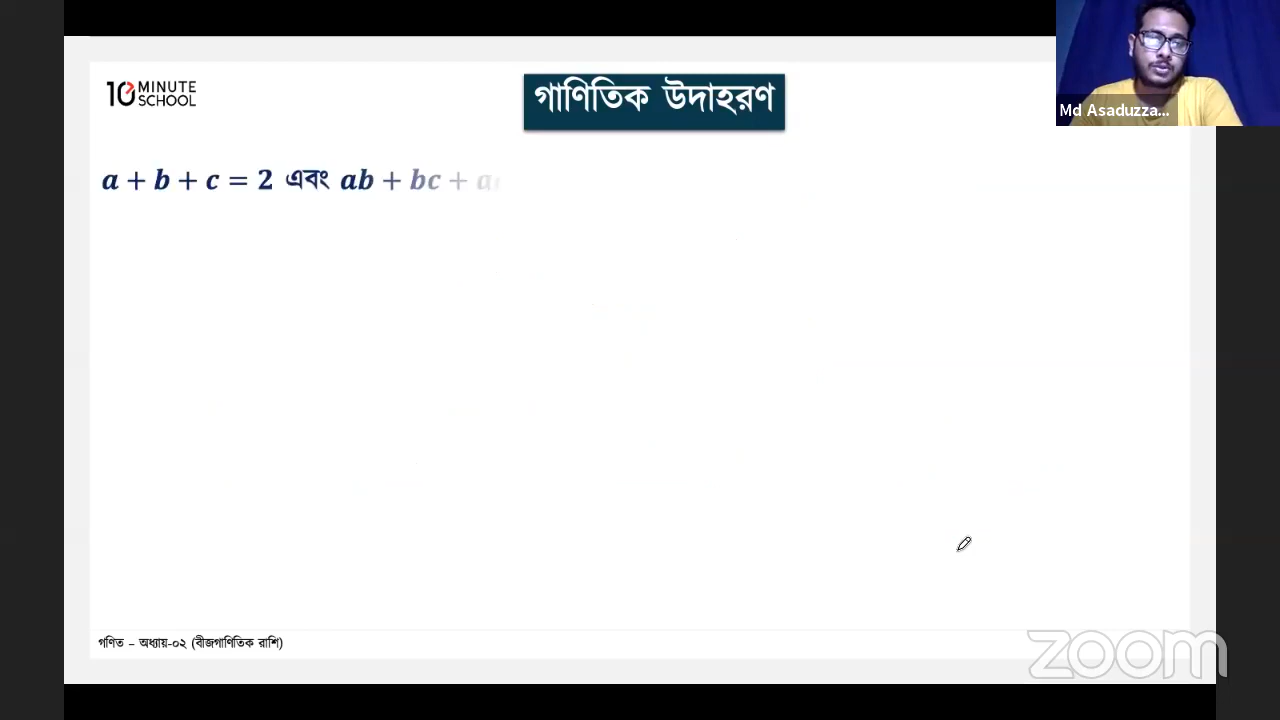 10 MINUTE
SCHOOL
গাণিতিক উদাহরণ
Md Asaduzza...
a + b + c = 2 এবং ab + bc + a
গণিত – অধ্যায়-০২ (বীজগাণিতিক রাশি)
zoom